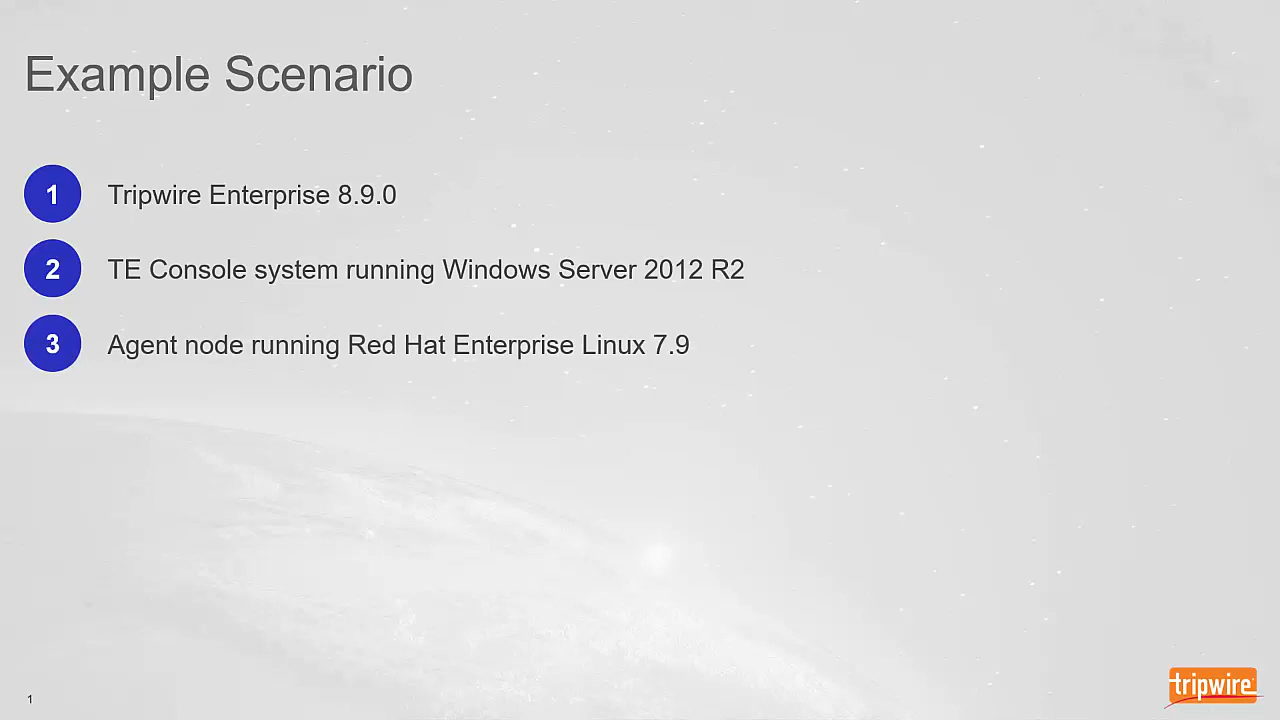 Example Scenario
1 Tripwire Enterprise 8.9.0
2 TE Console system running Windows Server 2012 R2
3 Agent node running Red Hat Enterprise Linux 7.9
1
tripwire